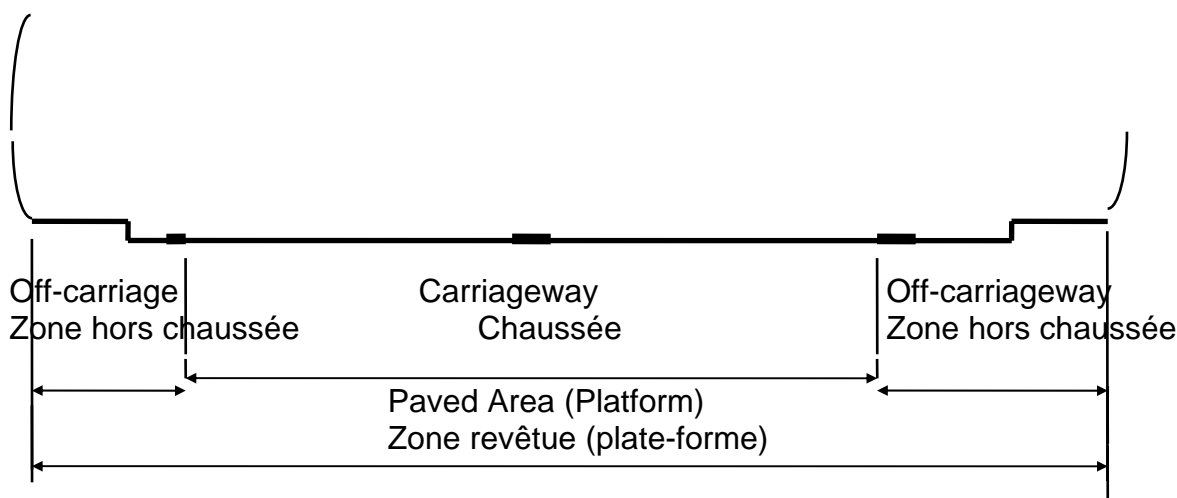 Off-carriage
Zone hors chaussée
Carriageway
Chaussée
Off-carriageway
Zone hors chaussée
Paved Area (Platform)
Zone revêtue (plate-forme)